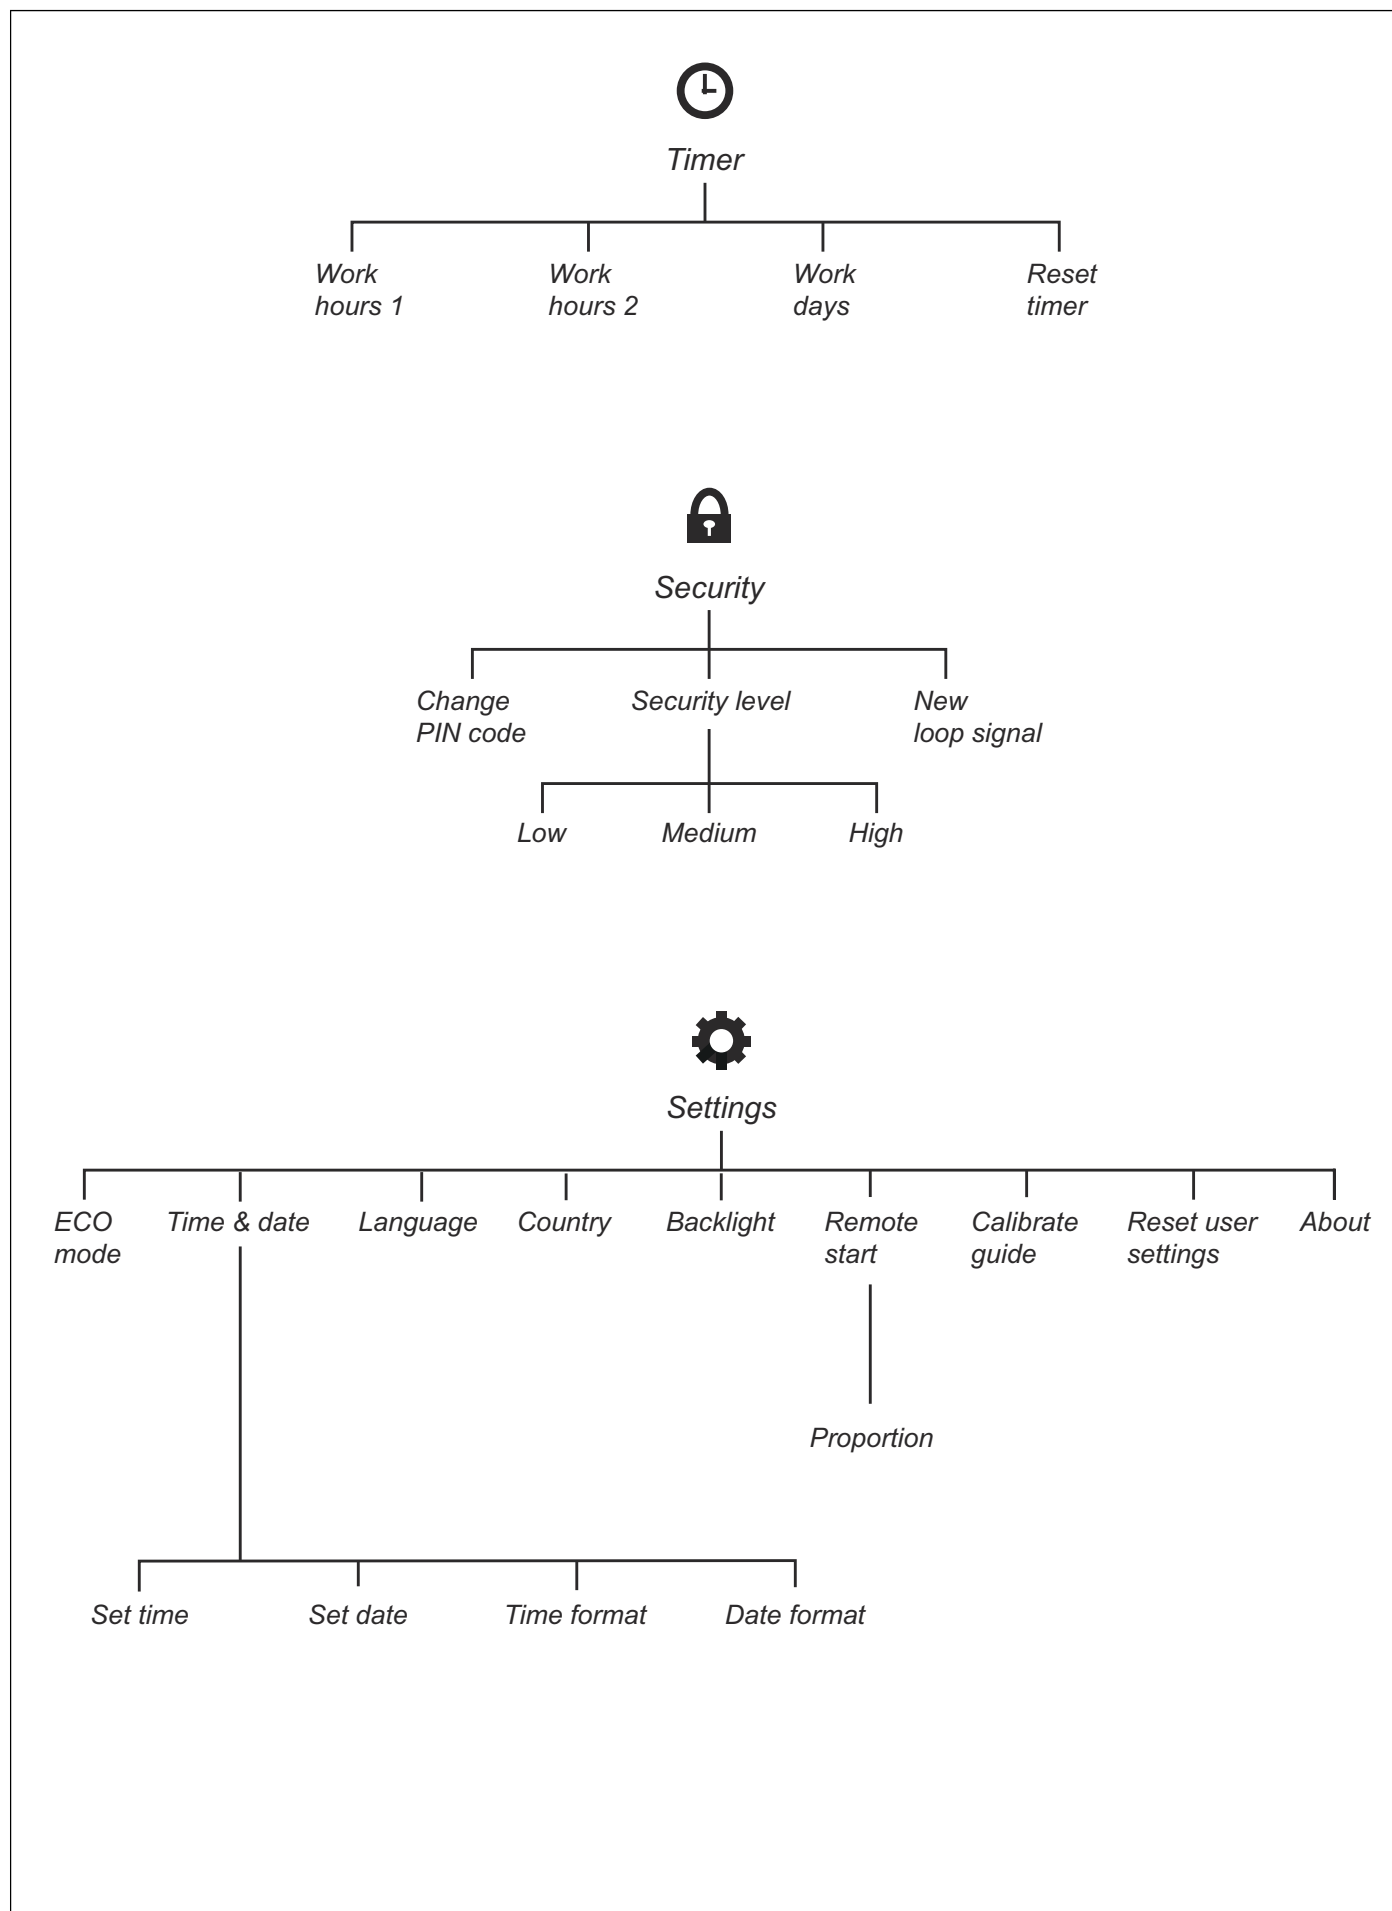 Timer
Work
hours 1
Work
hours 2
Work
days
Reset
timer
Security
Change
PIN code
Security level
New
loop signal
Low
Medium
High
Settings
ECO
mode
Time & date
Language
Country
Backlight
Remote
start
Calibrate
guide
Reset user
settings
About
Proportion
Set time
Set date
Time format
Date format